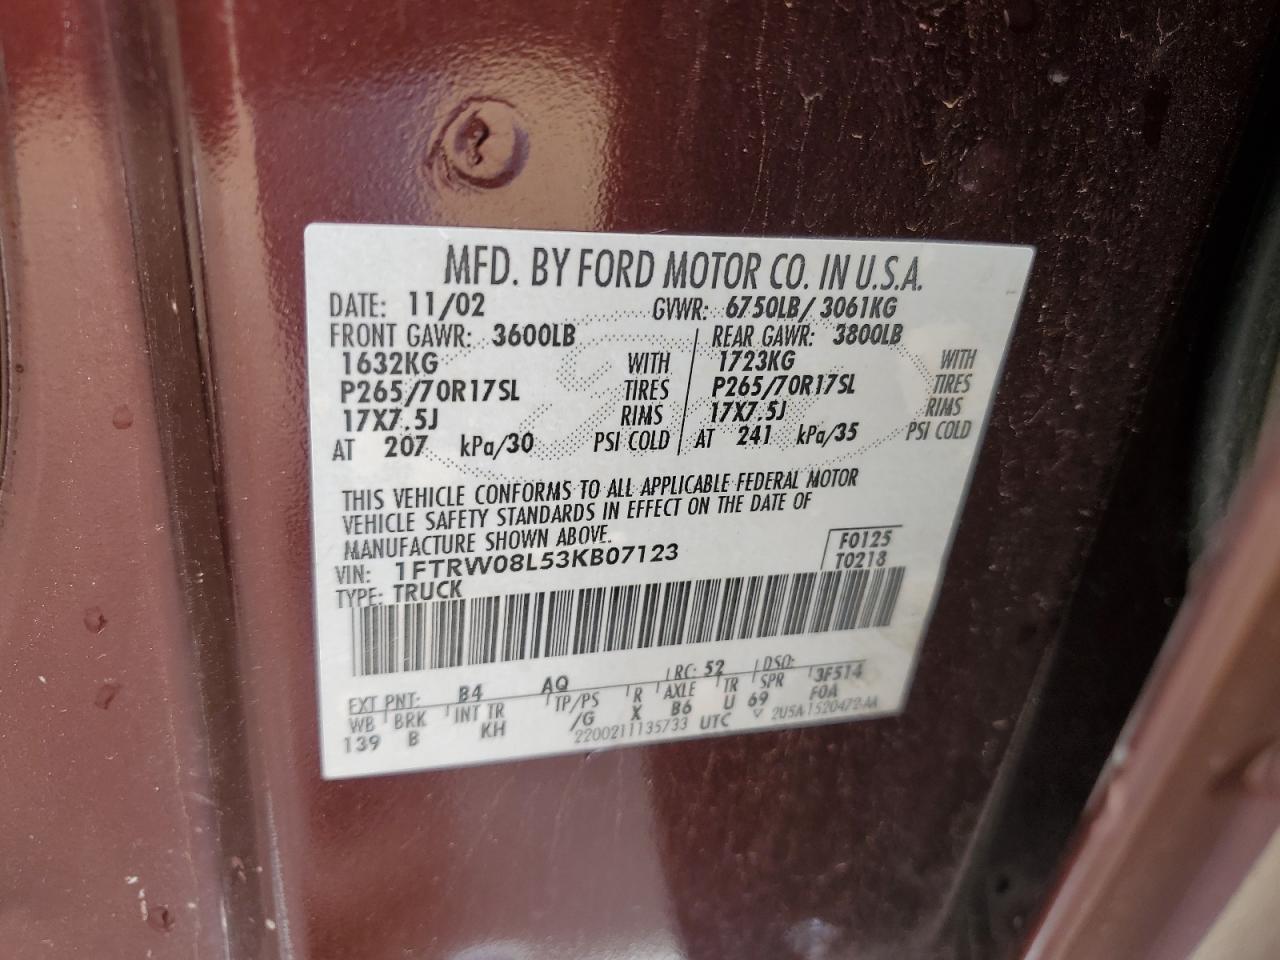 MFD. BY FORD MOTOR CO. IN U.S.A.
DATE: 11/02 GVWR: 6750LB/ 3061KG
FRONT GAWR: 3600LB REAR GAWR: 3800LB
1632KG WITH 1723KG WITH
P265/70R17SL TIRES P265/70R17SL TIRES
17X7.5J RIMS 17X7.5J RIMS
AT 207 kPa/30 PSI COLD AT 241 kPa/35 PSI COLD
THIS VEHICLE CONFORMS TO ALL APPLICABLE FEDERAL MOTOR
VEHICLE SAFETY STANDARDS IN EFFECT ON THE DATE OF
MANUFACTURE SHOWN ABOVE.
VIN: 1FTRW08L53KB07123 F0125
TYPE: TRUCK T0218
EXT PNT: B4 AQ RC: 52 DSO: 3F514
WB BRK INT TR TP/PS R AXLE TR SPR F0A
139 B KH /G X B6 U 69 2U5A-1520472-AA
2200211135733 UTC